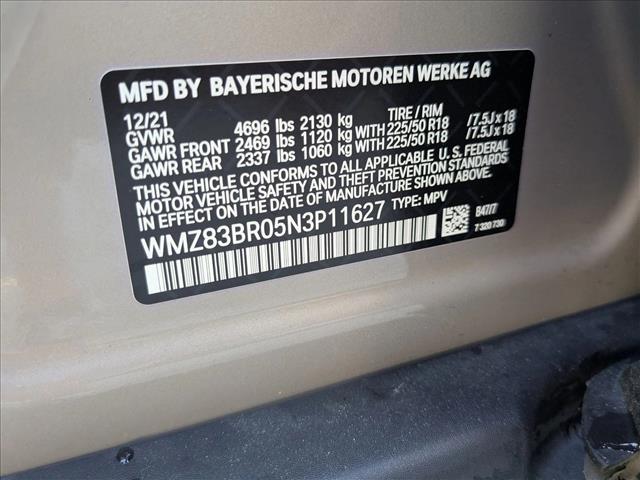 MFD BY BAYERISCHE MOTOREN WERKE AG
12/21 TIRE / RIM
GVWR 4696 lbs 2130 kg
GAWR FRONT 2469 lbs 1120 kg WITH 225/50 R18 /7.5J x 18
GAWR REAR 2337 lbs 1060 kg WITH 225/50 R18 /7.5J x 18
THIS VEHICLE CONFORMS TO ALL APPLICABLE U.S. FEDERAL
MOTOR VEHICLE SAFETY AND THEFT PREVENTION STANDARDS
IN EFFECT ON THE DATE OF MANUFACTURE SHOWN ABOVE.
WMZ83BR05N3P11627 TYPE: MPV
B47/7
7 320 730